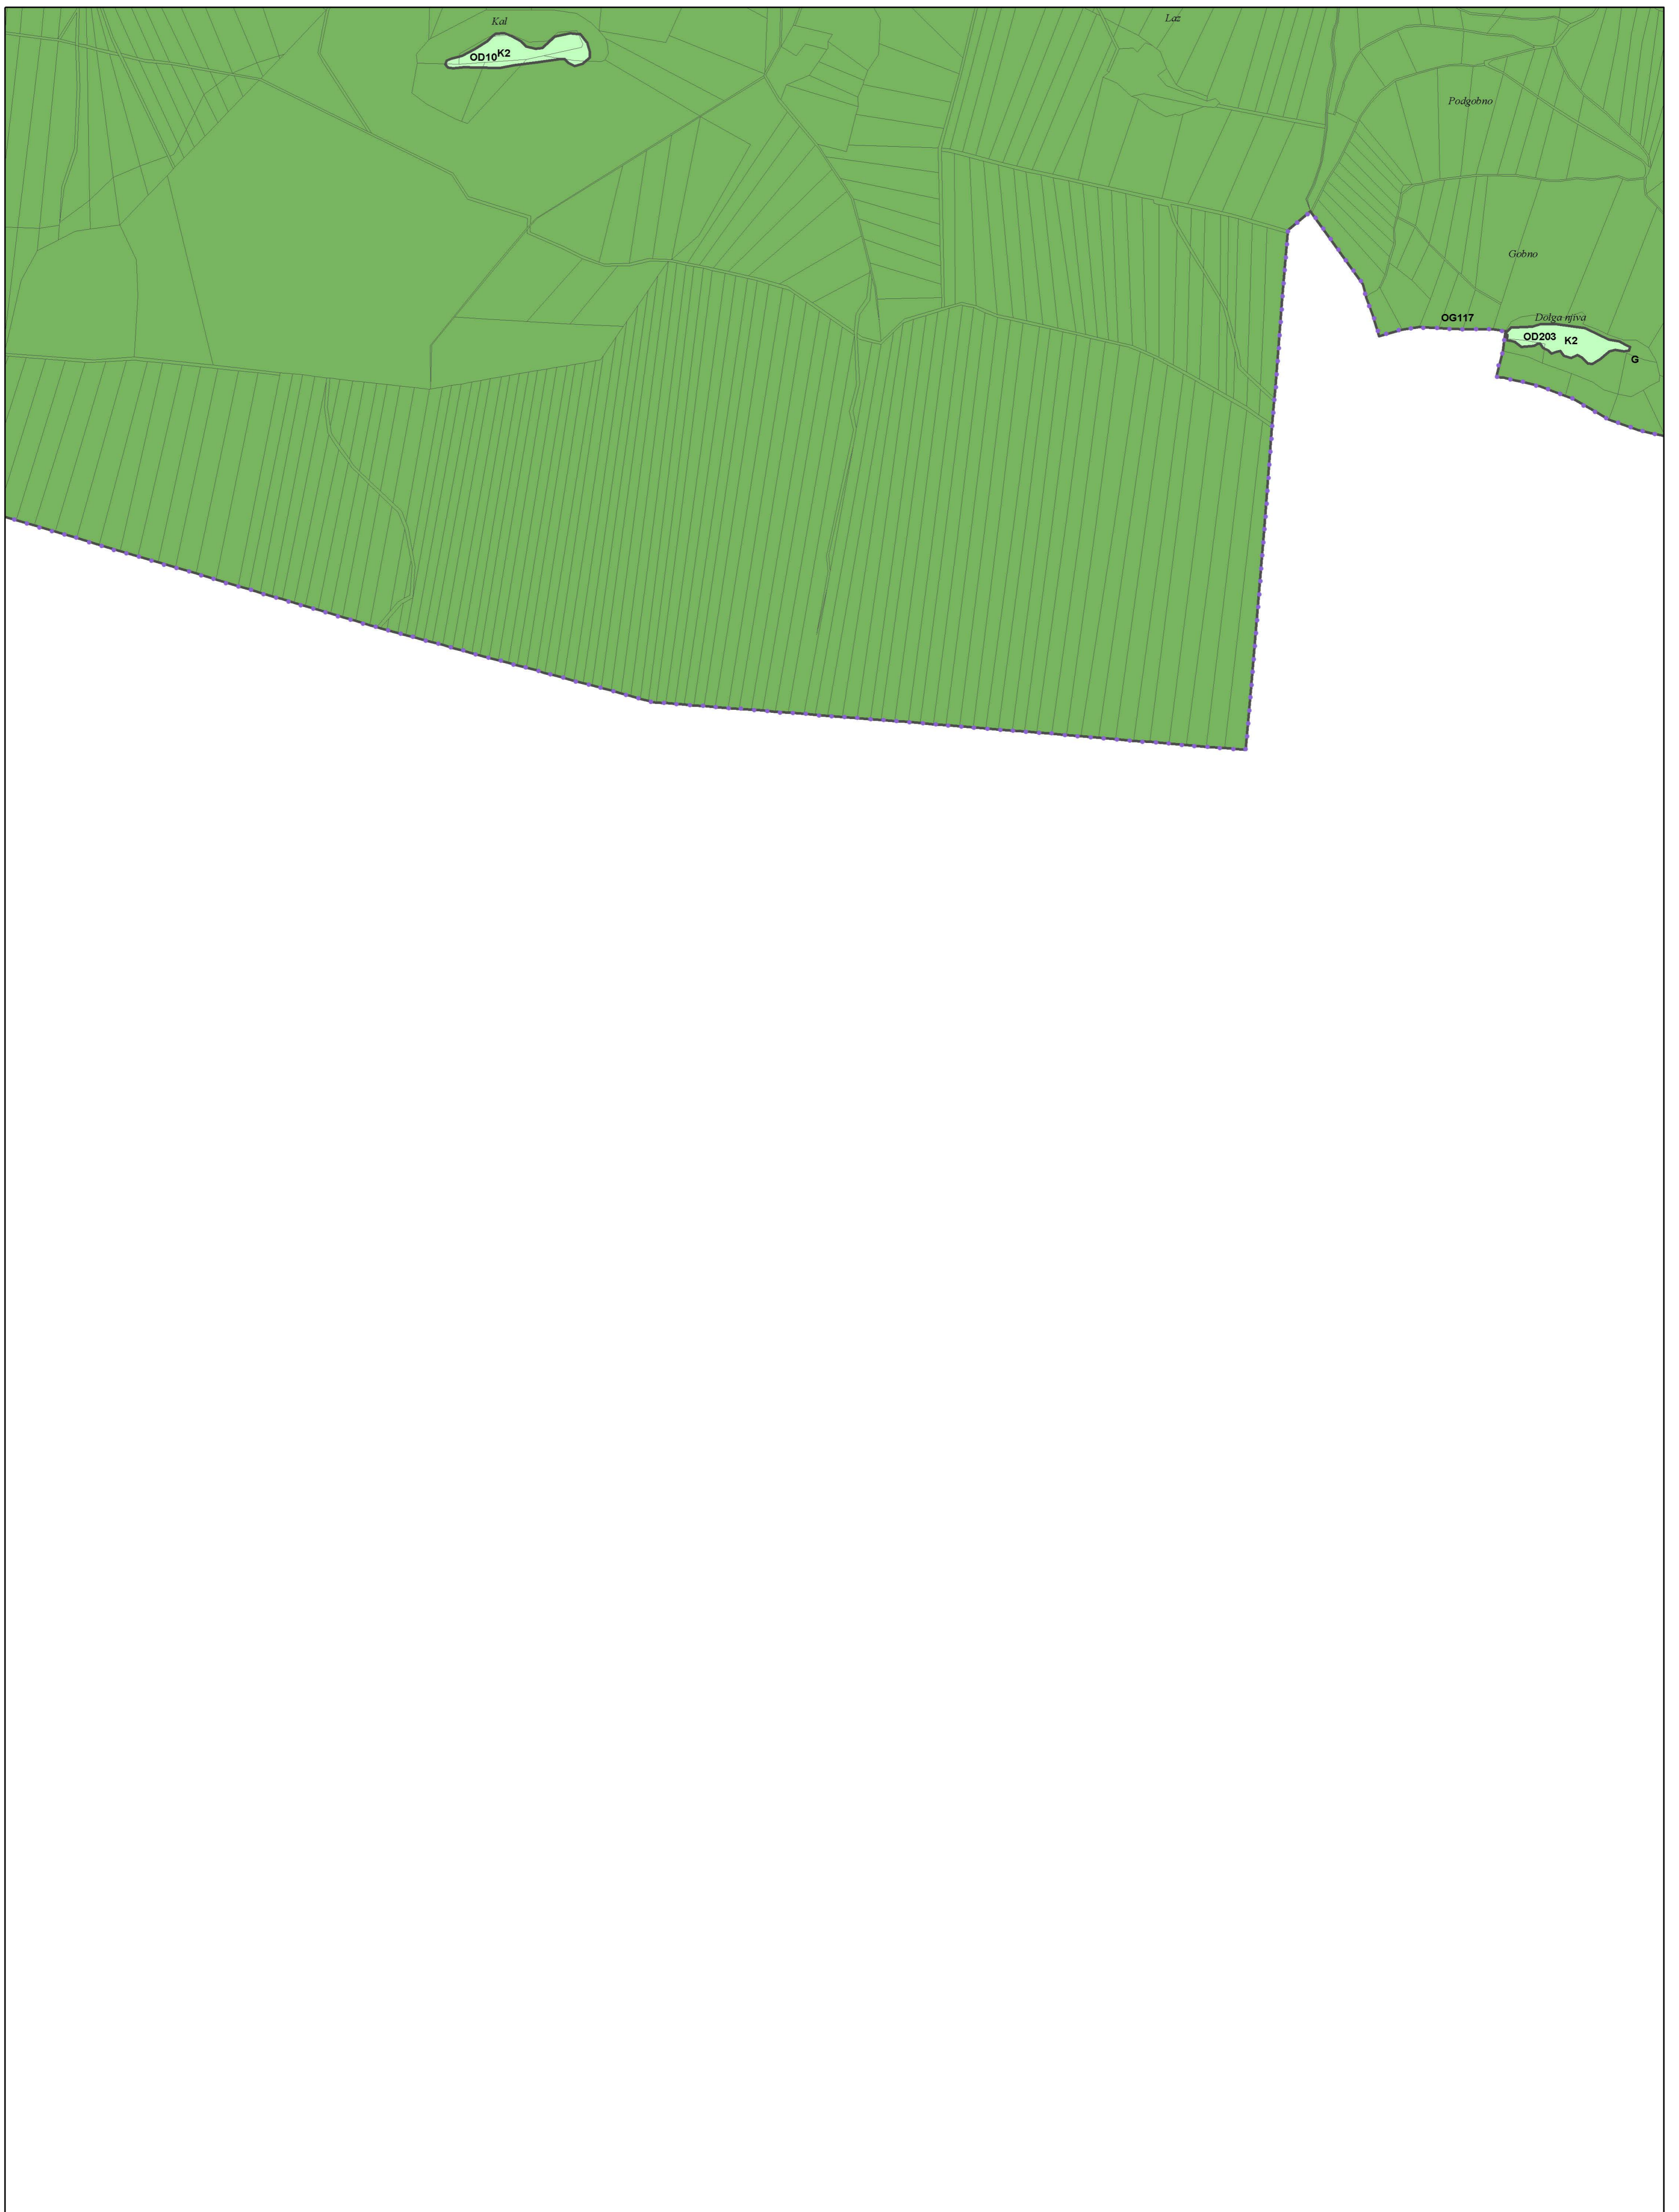 Kal
Laz
OD10 K2
Podgobno
Gobno
OG117
Dolga njiva
OD203 K2
G